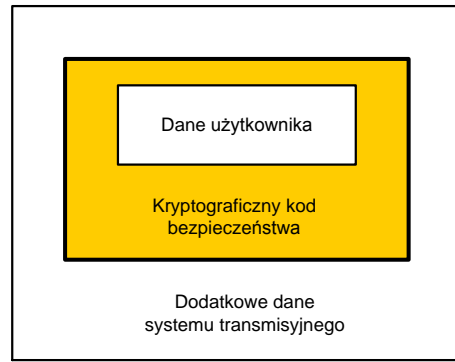 Dane użytkownika
Kryptograficzny kod
bezpieczeństwa
Dodatkowe dane
systemu transmisyjnego